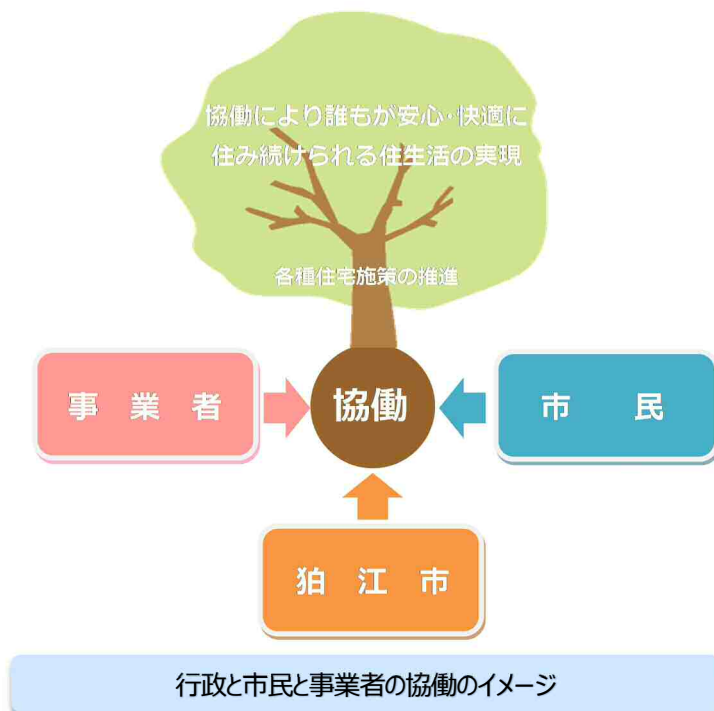 協働により誰もが安心・快適に
住み続けられる住生活の実現
各種住宅施策の推進
事業者
協働
市民
狛江市
行政と市民と事業者の協働のイメージ